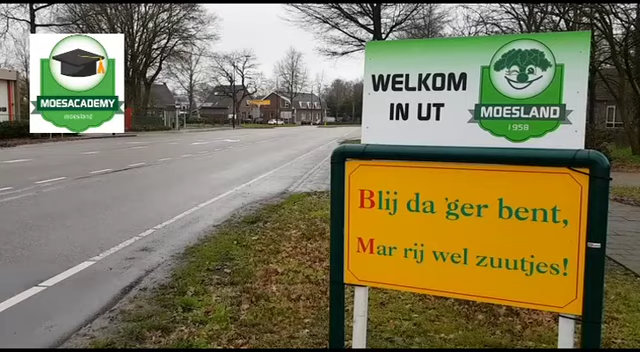 MOESACADEMY
moesland
WELKOM
IN UT
MOESLAND
1958
Blij da 'ger bent,
Mar rij wel zuutjes!